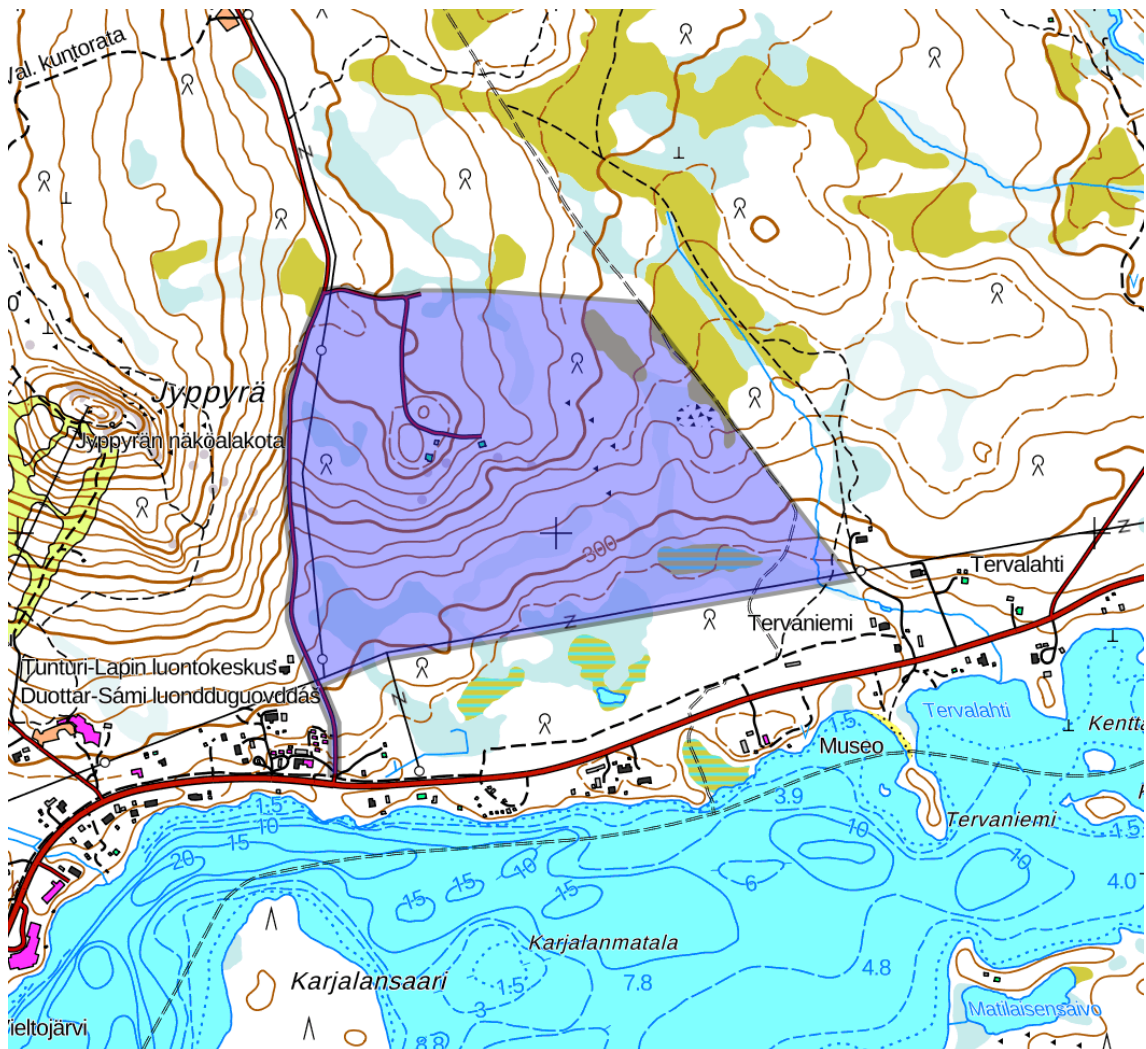 val. kuntorata
Z
Jyppyrä
Jyppyrän näköalakota
300
Z
Tervalahti
Z
Tervaniemi
Tunturi-Lapin luontokeskus
Duottar-Sámi luondduguovddáš
Z
Tervalahti
1.5
Kentta
Museo
1.5
10
15
20
3.9
10
Tervaniemi
1.5
10
15
15
10
6
4.0
Karjalanmatala
Karjalansaari
7.8
4.8
1.5
3
Matilaisensaivo
ieltojärvi
8.8